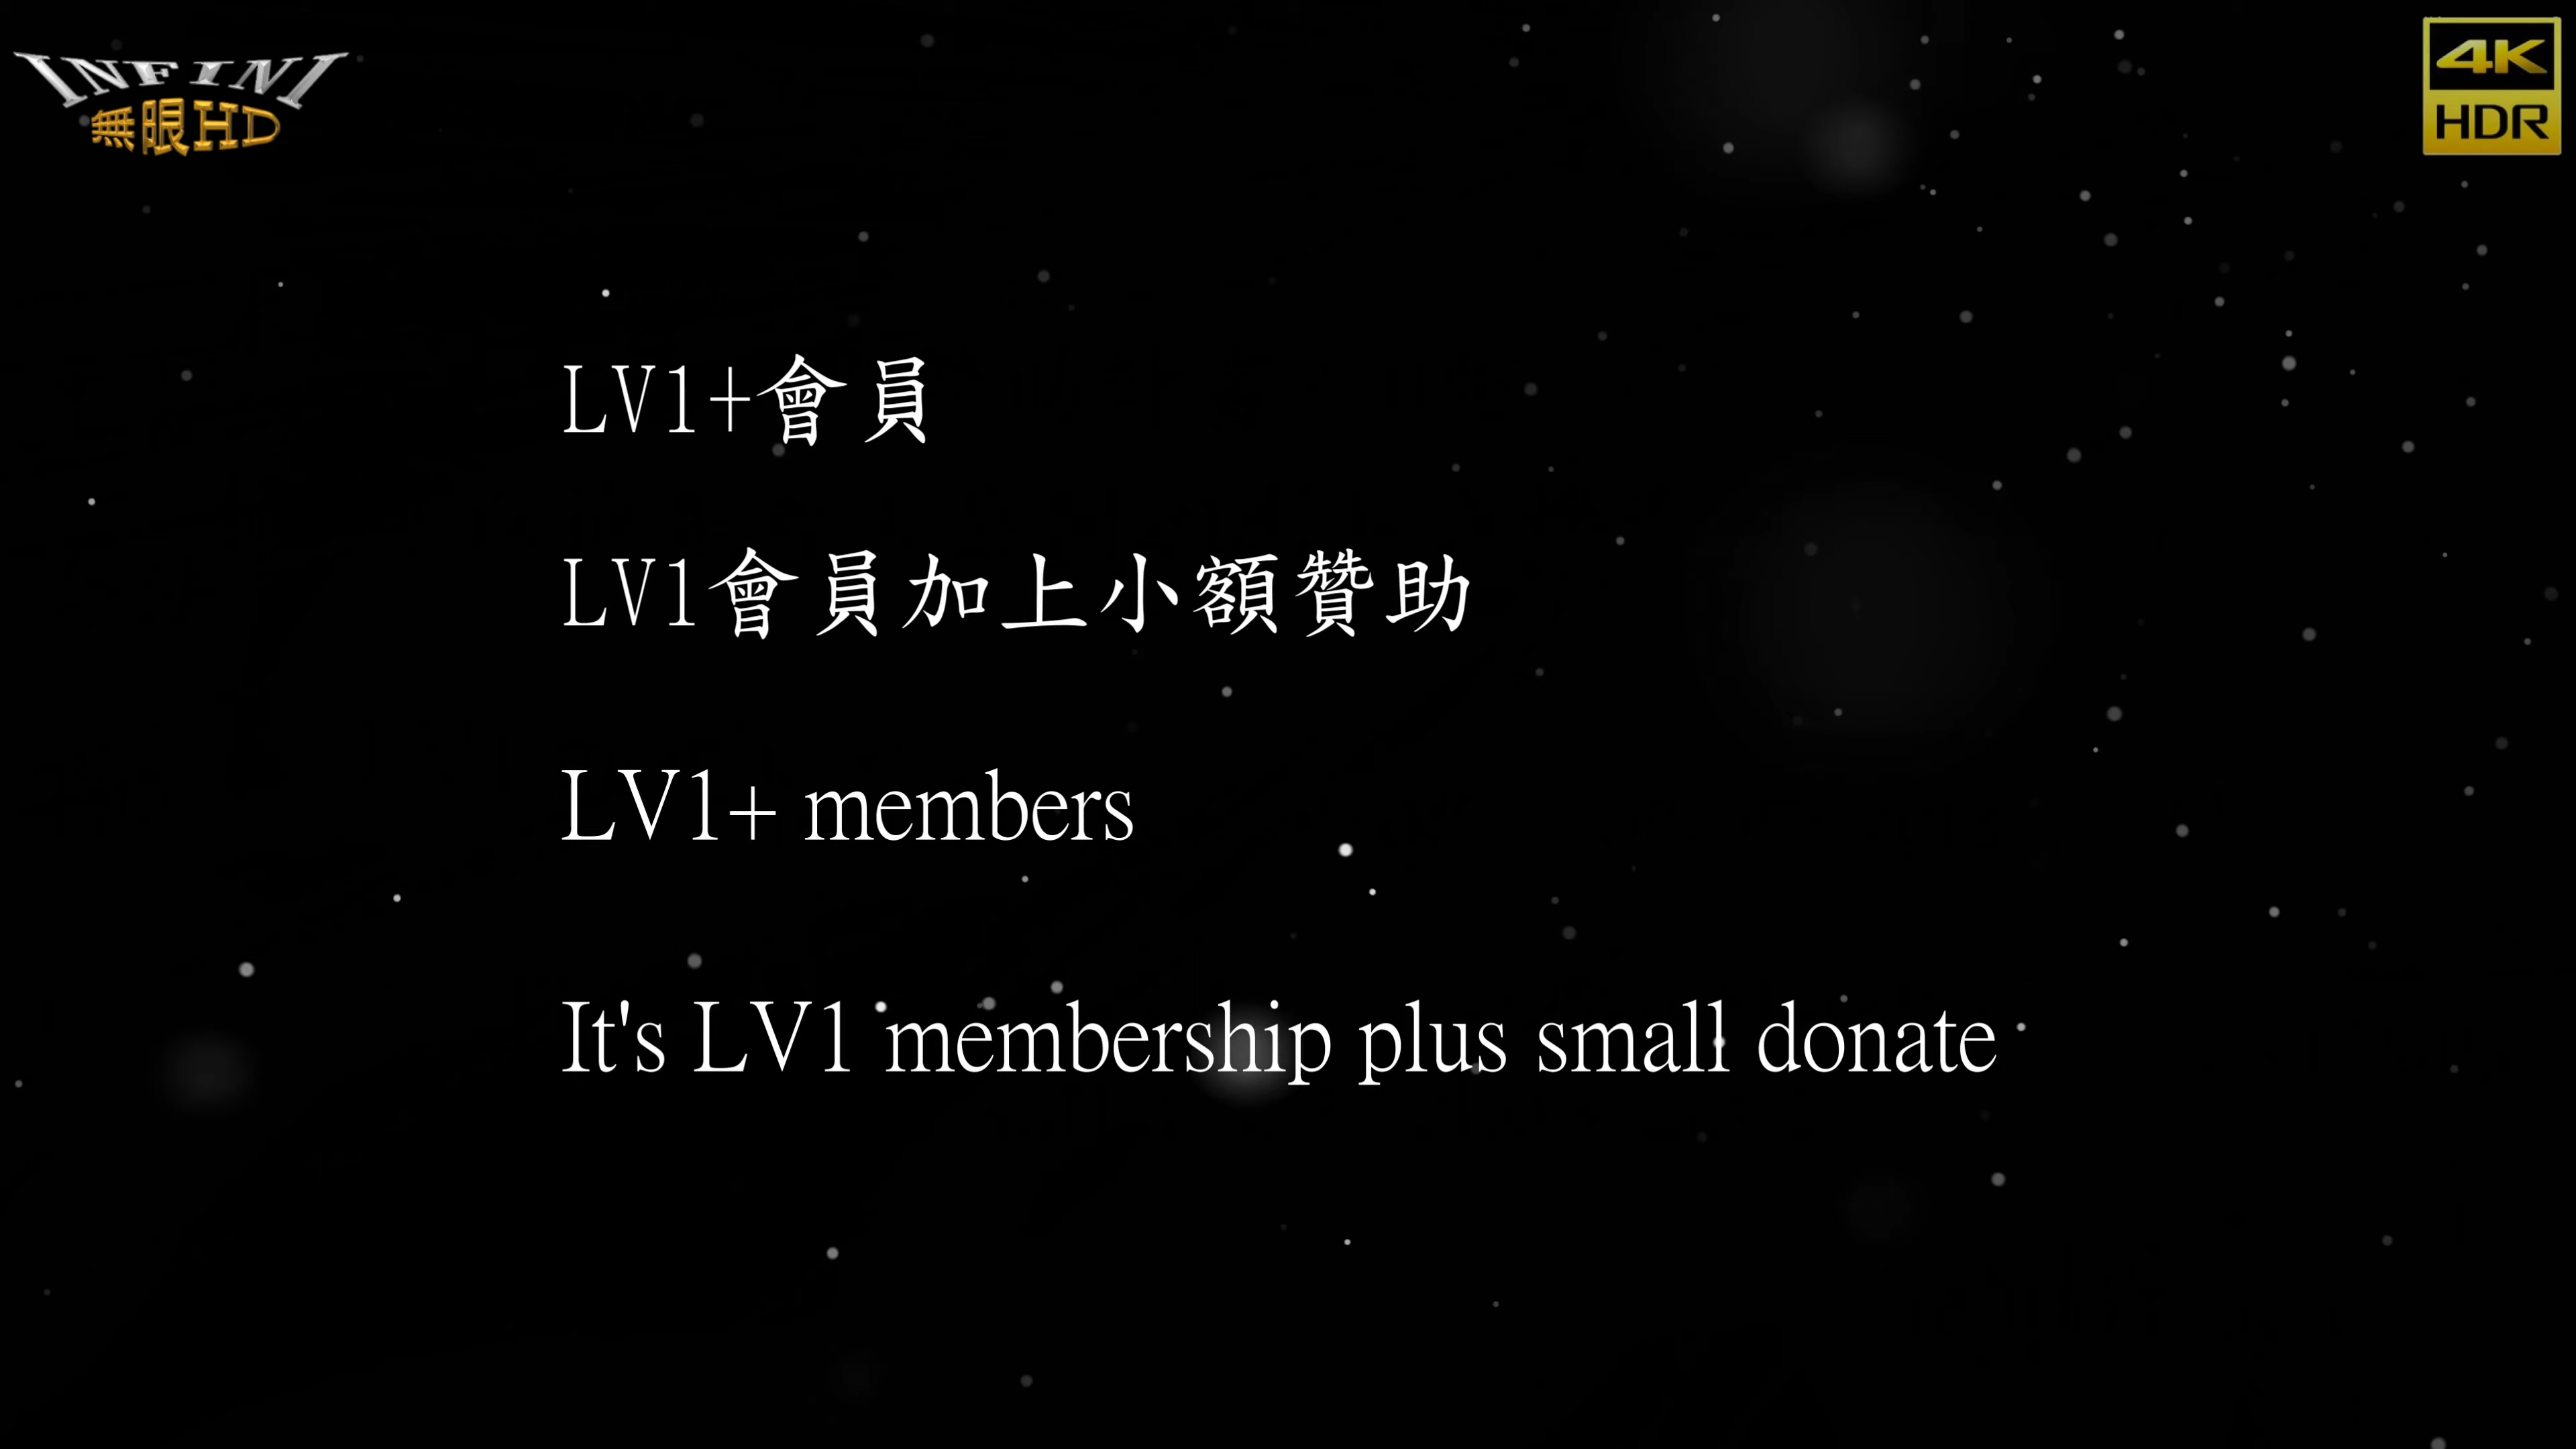 INFINI
無限HD
4K
HDR
LV1+會員
LV1會員加上小額贊助
LV1+ members
It's LV1 membership plus small donate